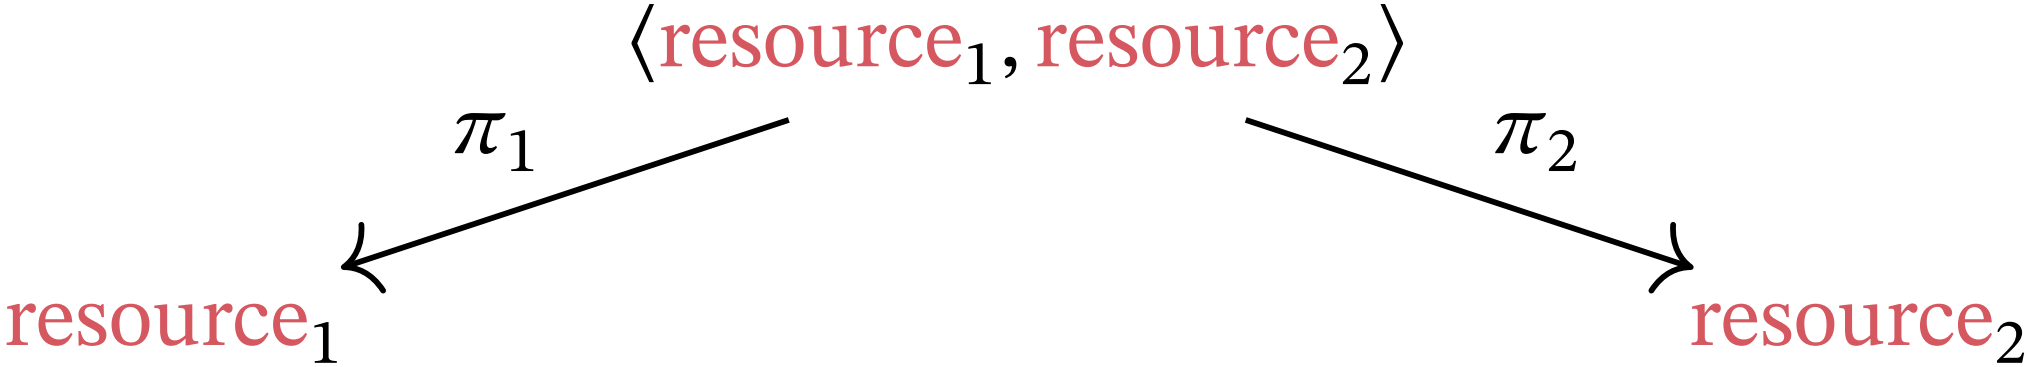 ⟨resource₁, resource₂⟩
π₁ π₂
resource₁ resource₂